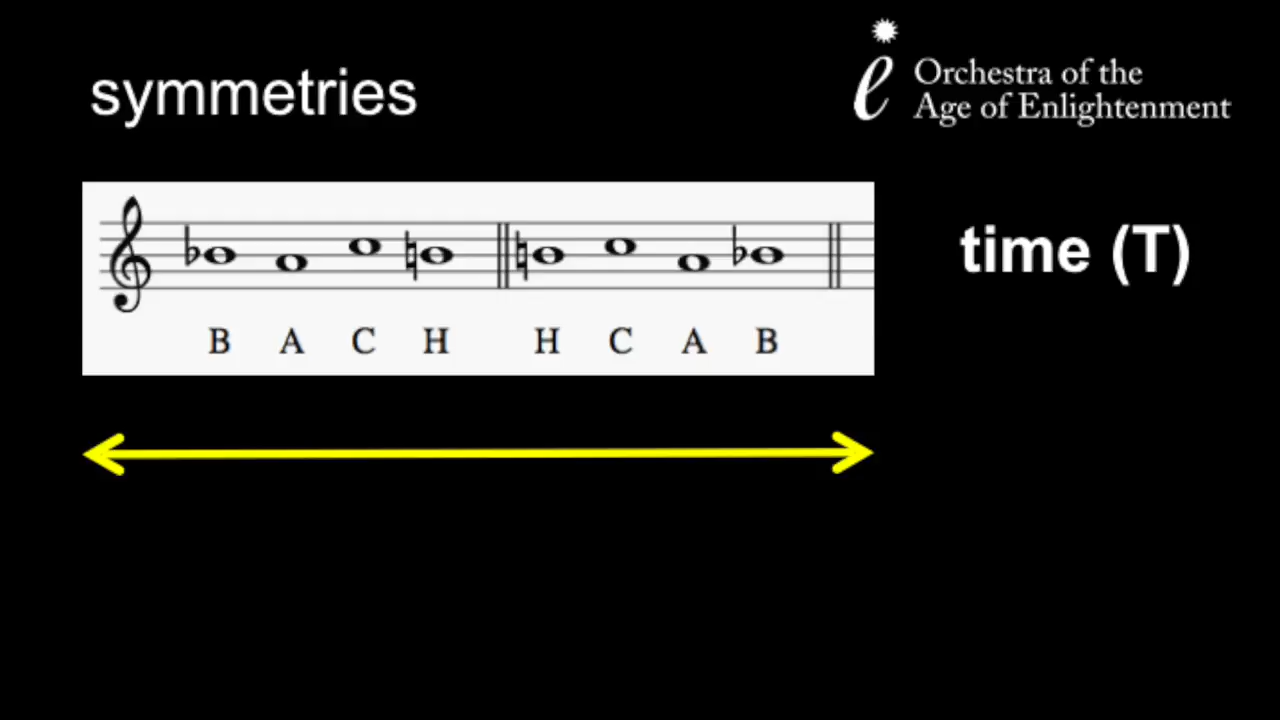 symmetries
e Orchestra of the
Age of Enlightenment
time (T)
B A C H H C A B